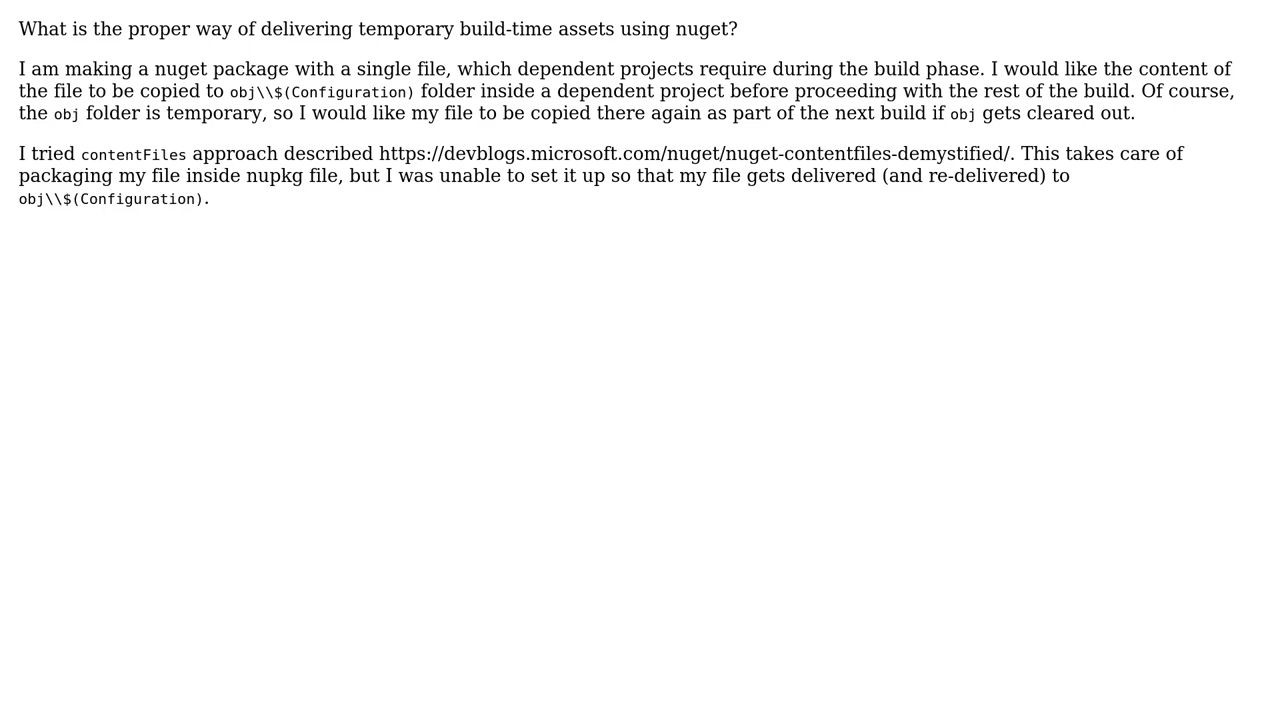 What is the proper way of delivering temporary build-time assets using nuget?
I am making a nuget package with a single file, which dependent projects require during the build phase. I would like the content of
the file to be copied to obj\\$(Configuration) folder inside a dependent project before proceeding with the rest of the build. Of course,
the obj folder is temporary, so I would like my file to be copied there again as part of the next build if obj gets cleared out.
I tried contentFiles approach described https://devblogs.microsoft.com/nuget/nuget-contentfiles-demystified/. This takes care of
packaging my file inside nupkg file, but I was unable to set it up so that my file gets delivered (and re-delivered) to
obj\\$(Configuration).